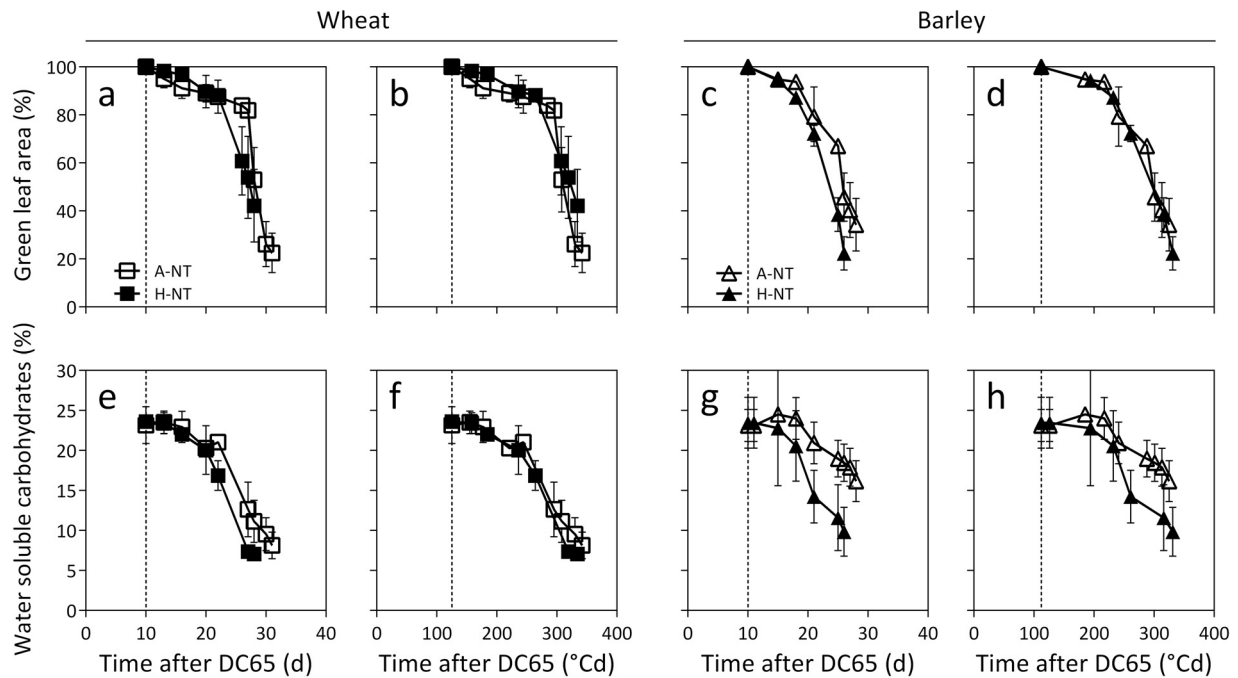 Wheat Barley
a b c d
Green leaf area (%)
100
80
60
40
20
0
A-NT
H-NT
A-NT
H-NT
e f g h
Water soluble carbohydrates (%)
30
25
20
15
10
5
0
0 10 20 30 40 0 100 200 300 400 0 10 20 30 40 0 100 200 300 400
Time after DC65 (d) Time after DC65 (°Cd) Time after DC65 (d) Time after DC65 (°Cd)